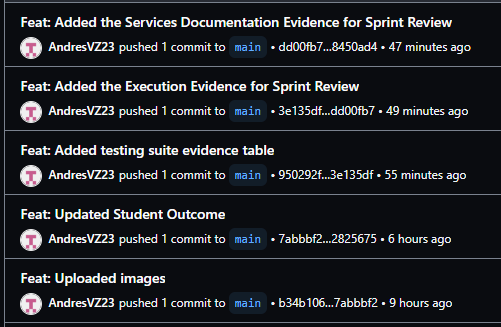 Feat: Added the Services Documentation Evidence for Sprint Review
AndresVZ23 pushed 1 commit to main • dd00fb7...8450ad4 • 47 minutes ago
Feat: Added the Execution Evidence for Sprint Review
AndresVZ23 pushed 1 commit to main • 3e135df...dd00fb7 • 49 minutes ago
Feat: Added testing suite evidence table
AndresVZ23 pushed 1 commit to main • 950292f...3e135df • 55 minutes ago
Feat: Updated Student Outcome
AndresVZ23 pushed 1 commit to main • 7abbbf2...2825675 • 6 hours ago
Feat: Uploaded images
AndresVZ23 pushed 1 commit to main • b34b106...7abbbf2 • 9 hours ago